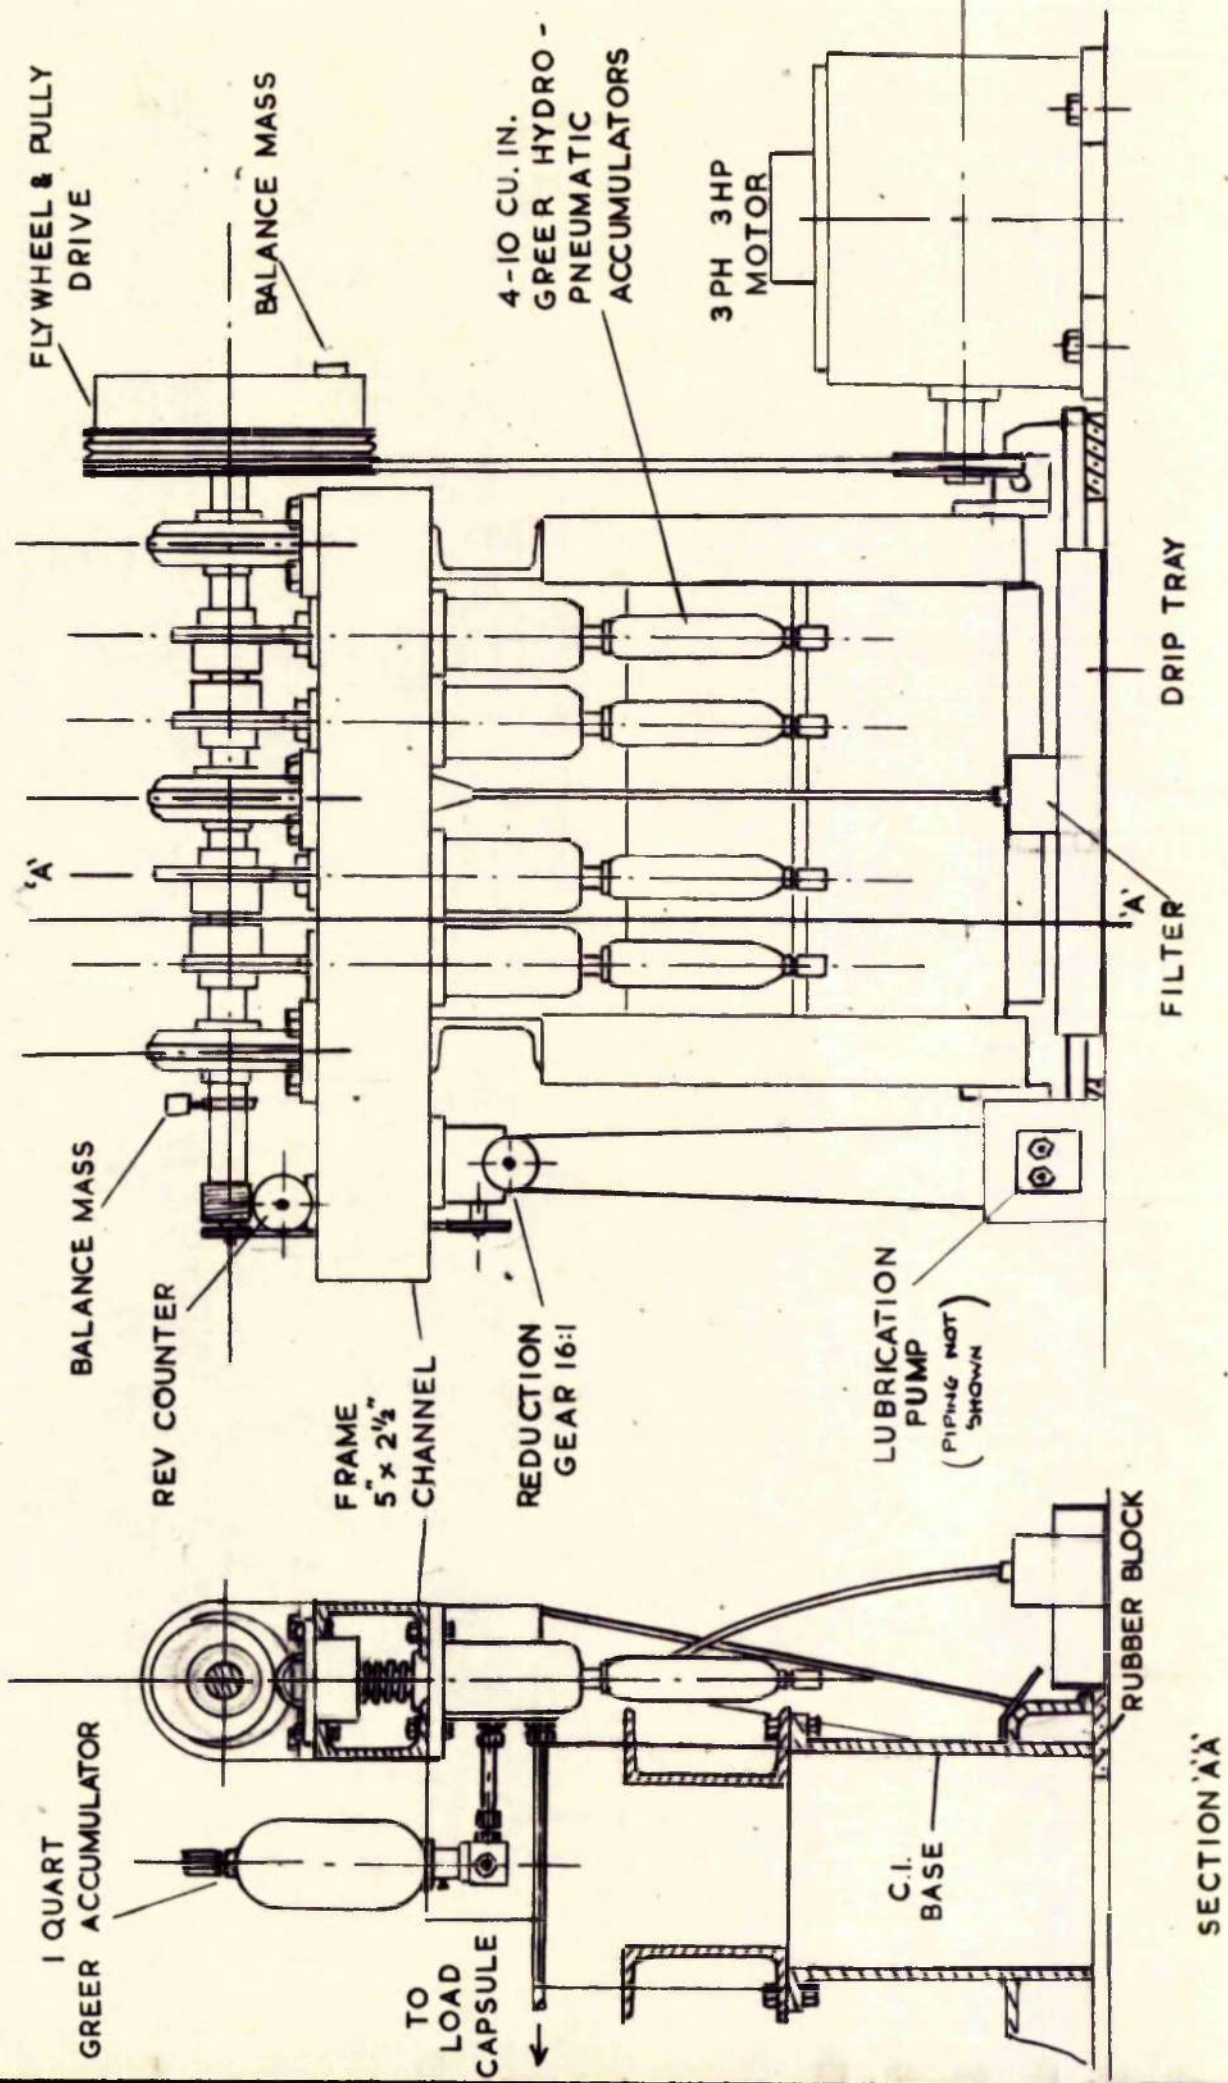 FLYWHEEL & PULLY
DRIVE
BALANCE MASS
4-10 CU. IN.
GREER HYDRO-
PNEUMATIC
ACCUMULATORS
3PH 3HP
MOTOR
'A'
DRIP TRAY
'A'
FILTER
BALANCE MASS
REV COUNTER
FRAME
5" x 2½"
CHANNEL
REDUCTION
GEAR 16:1
LUBRICATION
PUMP
(PIPING NOT
SHOWN)
1 QUART
GREER ACCUMULATOR
TO
LOAD
CAPSULE
C.I.
BASE
RUBBER BLOCK
SECTION 'A'A'